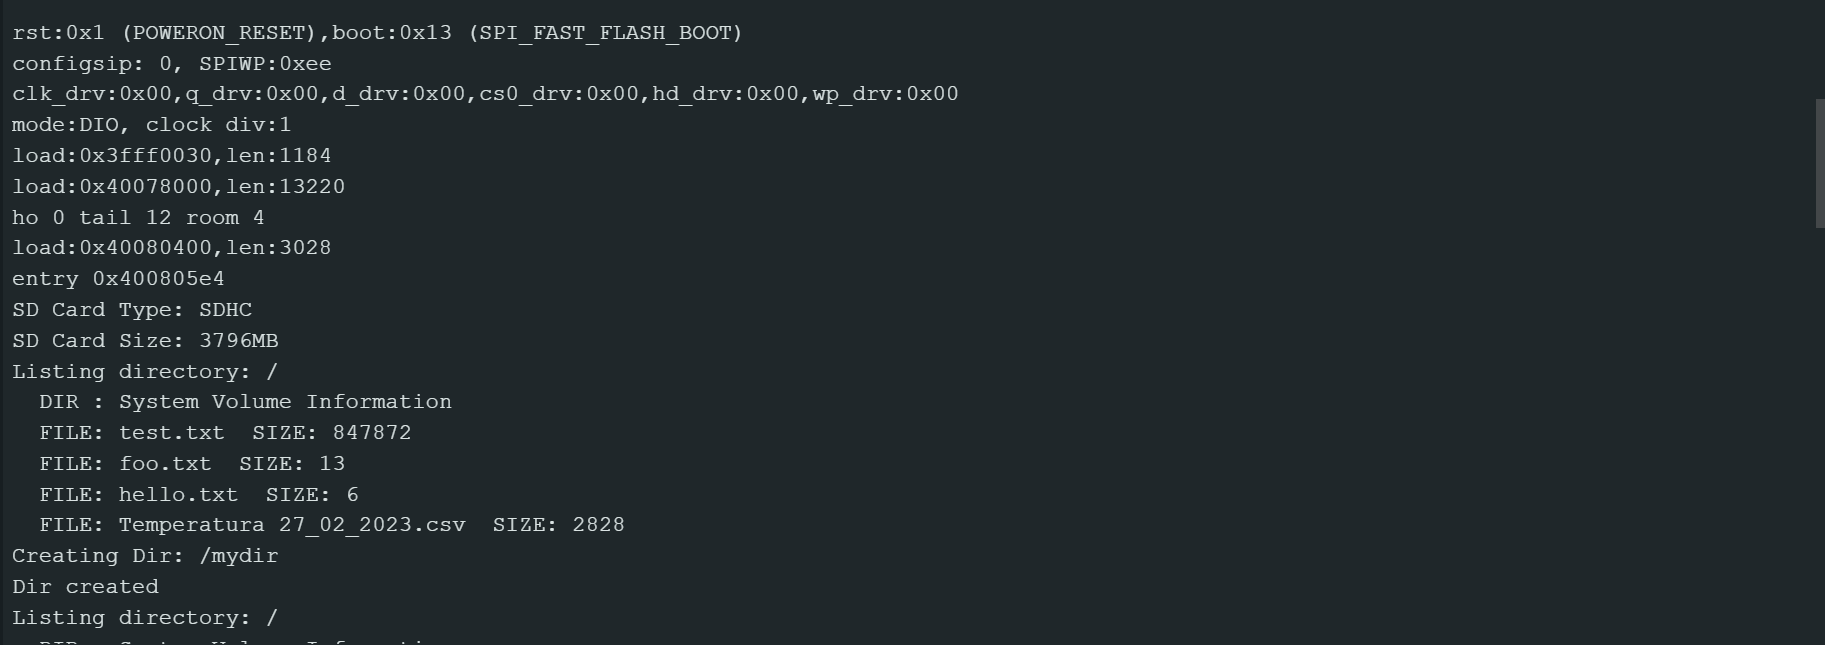 rst:0x1 (POWERON_RESET),boot:0x13 (SPI_FAST_FLASH_BOOT)
configsip: 0, SPIWP:0xee
clk_drv:0x00,q_drv:0x00,d_drv:0x00,cs0_drv:0x00,hd_drv:0x00,wp_drv:0x00
mode:DIO, clock div:1
load:0x3fff0030,len:1184
load:0x40078000,len:13220
ho 0 tail 12 room 4
load:0x40080400,len:3028
entry 0x400805e4
SD Card Type: SDHC
SD Card Size: 3796MB
Listing directory: /
  DIR : System Volume Information
  FILE: test.txt  SIZE: 847872
  FILE: foo.txt  SIZE: 13
  FILE: hello.txt  SIZE: 6
  FILE: Temperatura 27_02_2023.csv  SIZE: 2828
Creating Dir: /mydir
Dir created
Listing directory: /